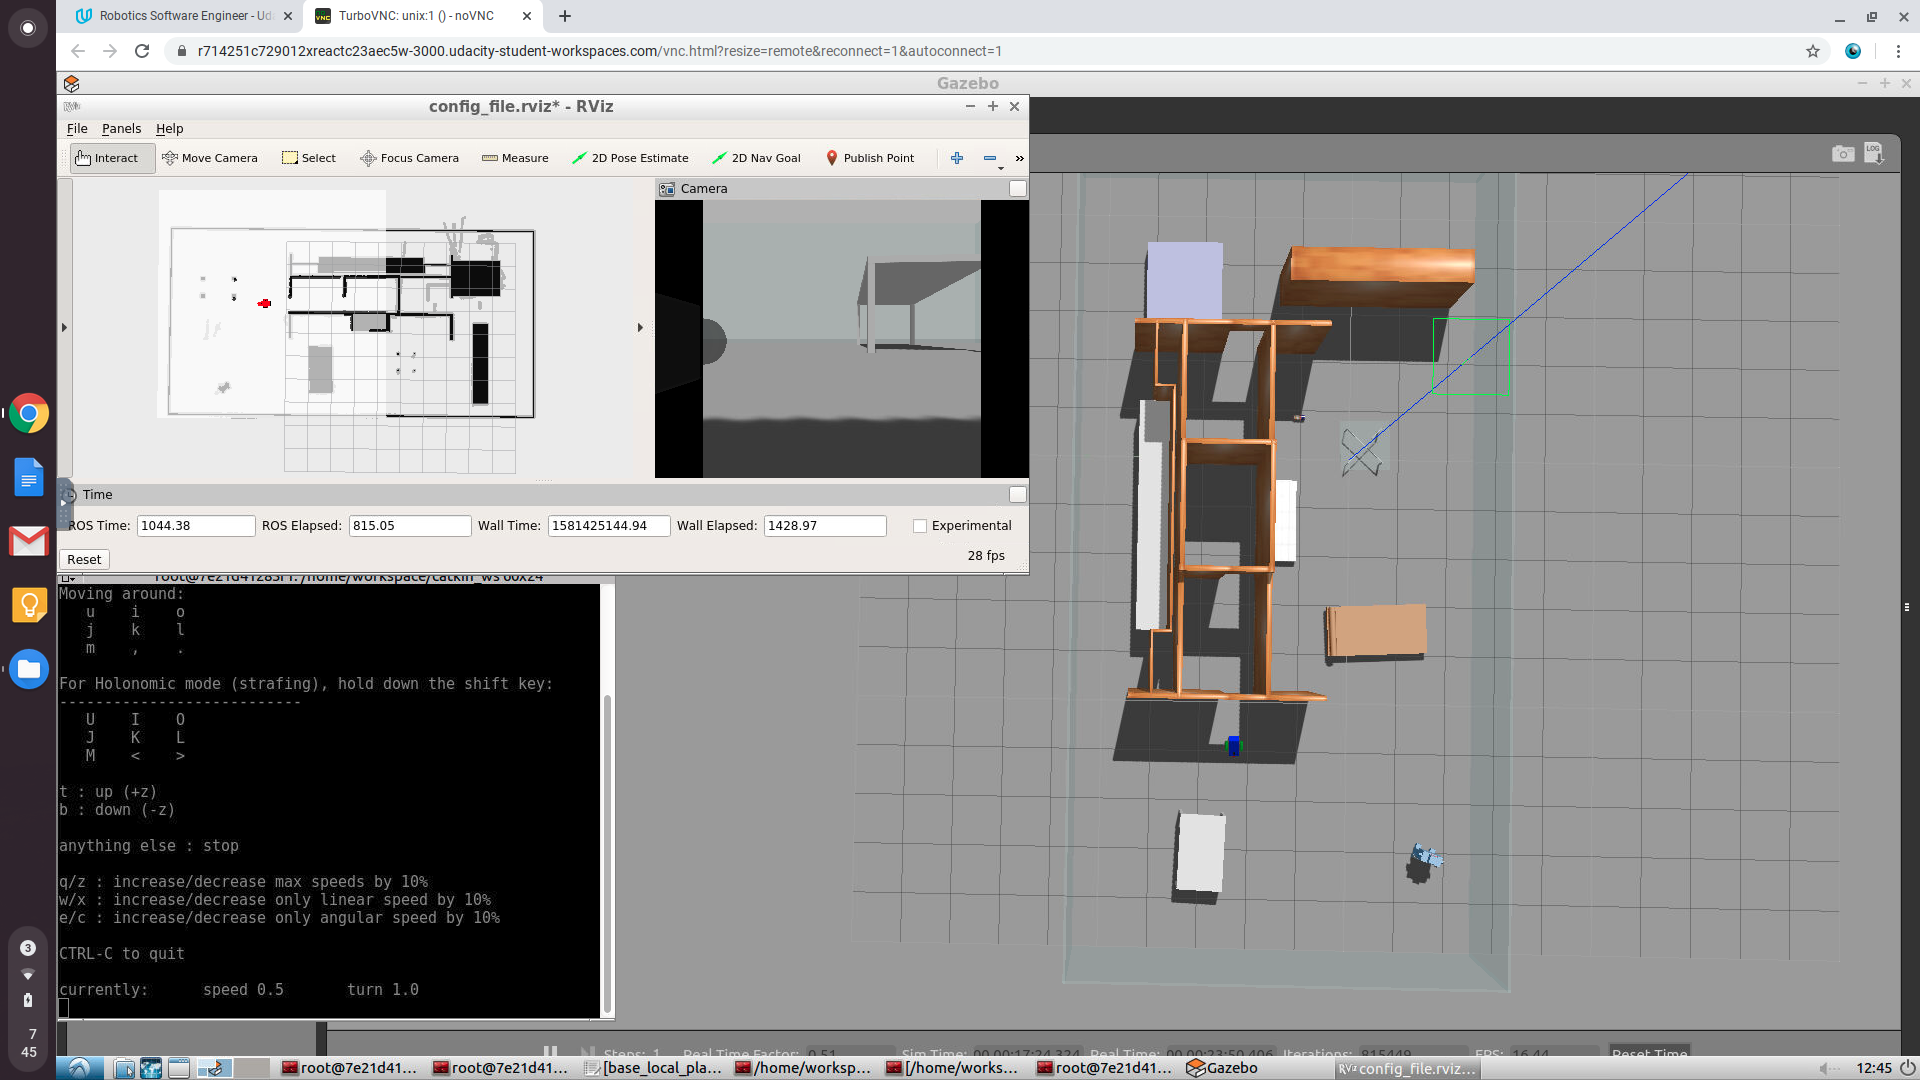 Robotics Software Engineer - Ud
TurboVNC: unix:1 () - noVNC
r714251c729012xreactc23aec5w-3000.udacity-student-workspaces.com/vnc.html?resize=remote&reconnect=1&autoconnect=1
Gazebo
config_file.rviz* - RViz
File Panels Help
Interact Move Camera Select Focus Camera Measure 2D Pose Estimate 2D Nav Goal Publish Point »
LOG
Camera
Time
ROS Time: 1044.38 ROS Elapsed: 815.05 Wall Time: 1581425144.94 Wall Elapsed: 1428.97 Experimental
Reset 28 fps
Moving around:
u i o
j k l
m , .
For Holonomic mode (strafing), hold down the shift key:
---------------------------
U I O
J K L
M < >
t : up (+z)
b : down (-z)
anything else : stop
q/z : increase/decrease max speeds by 10%
w/x : increase/decrease only linear speed by 10%
e/c : increase/decrease only angular speed by 10%
CTRL-C to quit
currently: speed 0.5 turn 1.0
3
7
45
Steps: 1 Real Time Factor: 0.51 Sim Time: 00 00:17:24.324 Real Time: 00 00:23:50.406 Iterations: 815449 FPS: 16.44 Reset Time
root@7e21d41... root@7e21d41... [base_local_pla... /home/worksp... [/home/works... root@7e21d41... Gazebo config_file.rviz... 12:45